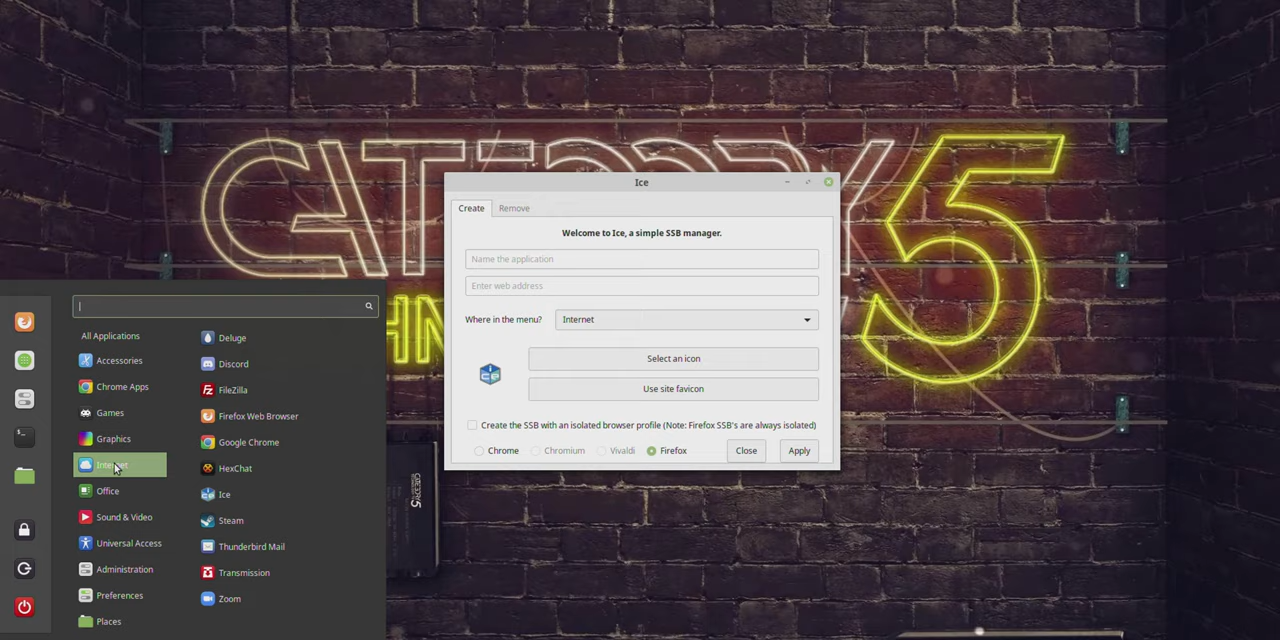 CATEGORY
5
Ice
Create
Remove
Welcome to Ice, a simple SSB manager.
Name the application
Enter web address
Where in the menu?
Internet
Select an icon
Use site favicon
Create the SSB with an isolated browser profile (Note: Firefox SSB's are always isolated)
Chrome
Chromium
Vivaldi
Firefox
Close
Apply
All Applications
Accessories
Chrome Apps
Games
Graphics
Internet
Office
Sound & Video
Universal Access
Administration
Preferences
Places
Deluge
Discord
FileZilla
Firefox Web Browser
Google Chrome
HexChat
Ice
Steam
Thunderbird Mail
Transmission
Zoom